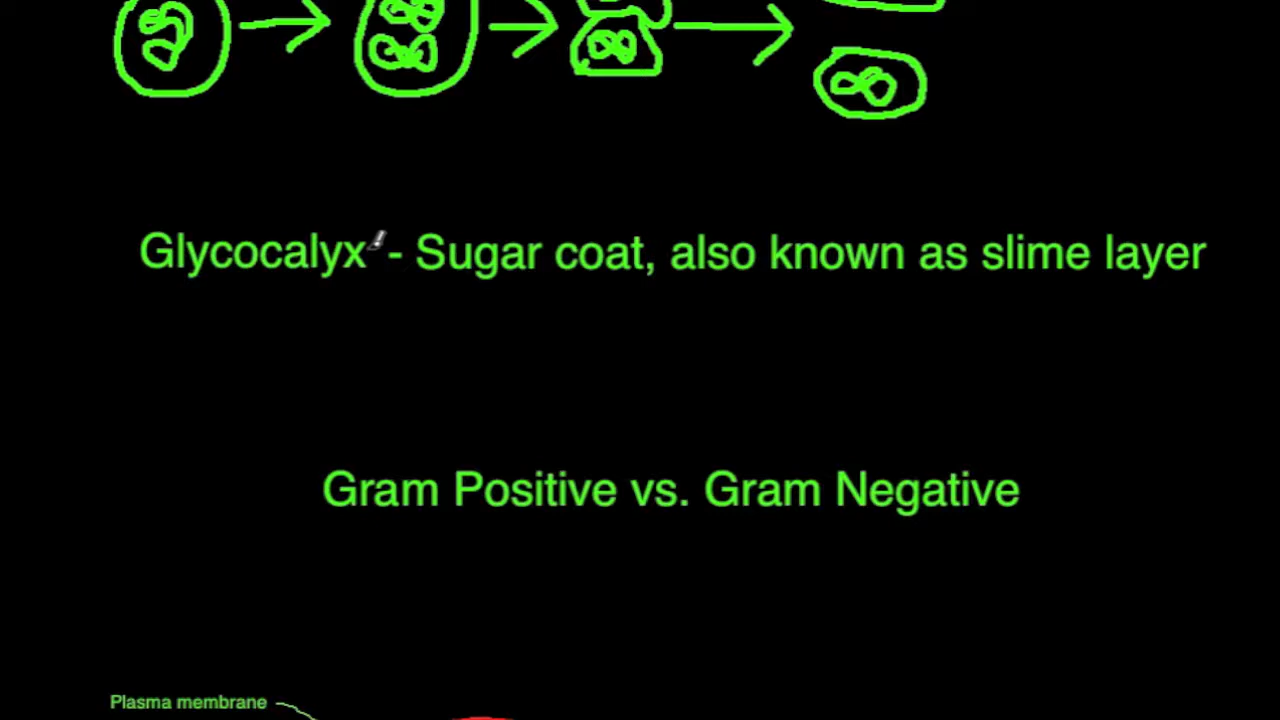 Glycocalyx - Sugar coat, also known as slime layer
Gram Positive vs. Gram Negative
Plasma membrane